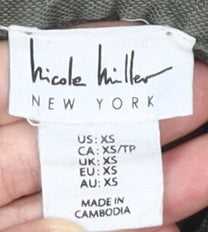 nicole miller
NEW YORK
US: XS
CA: XS/TP
UK: XS
EU: XS
AU: XS
MADE IN
CAMBODIA